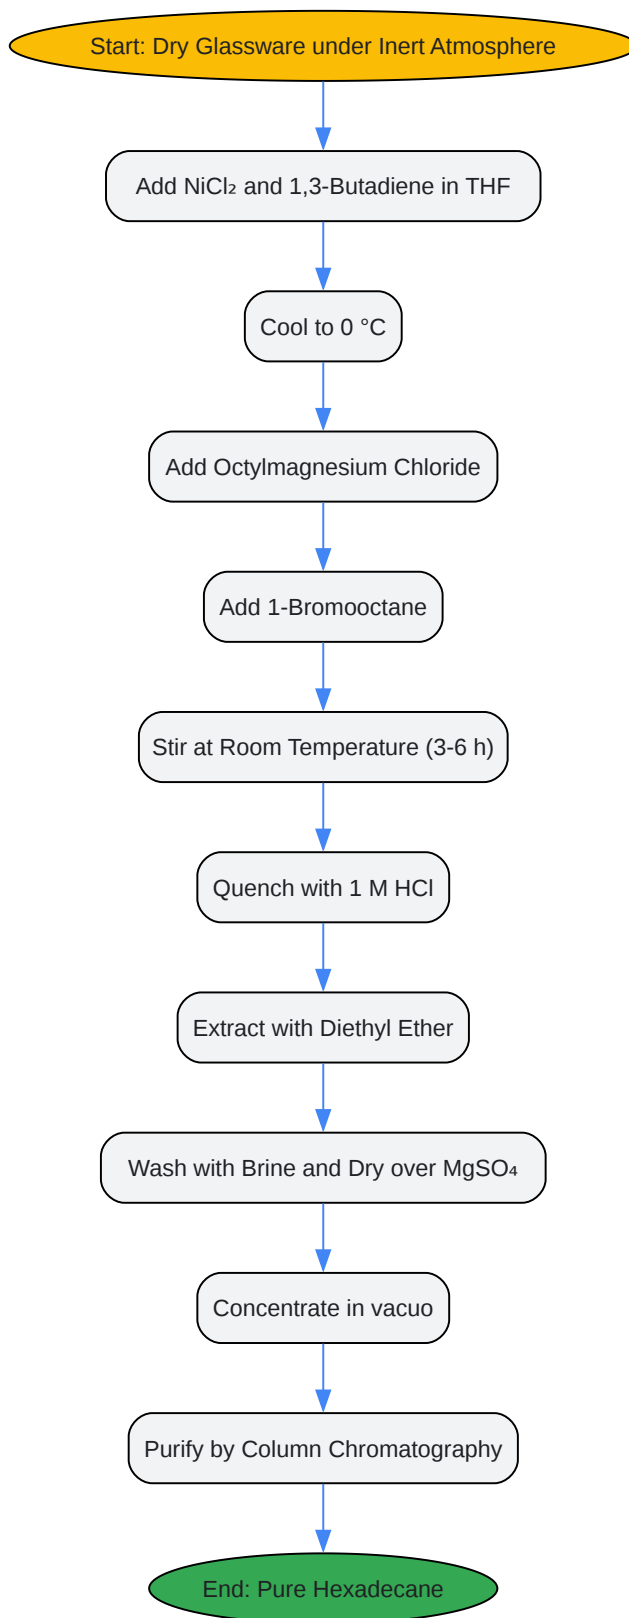 Start: Dry Glassware under Inert Atmosphere
Add NiCl₂ and 1,3-Butadiene in THF
Cool to 0 °C
Add Octylmagnesium Chloride
Add 1-Bromooctane
Stir at Room Temperature (3-6 h)
Quench with 1 M HCl
Extract with Diethyl Ether
Wash with Brine and Dry over MgSO₄
Concentrate in vacuo
Purify by Column Chromatography
End: Pure Hexadecane